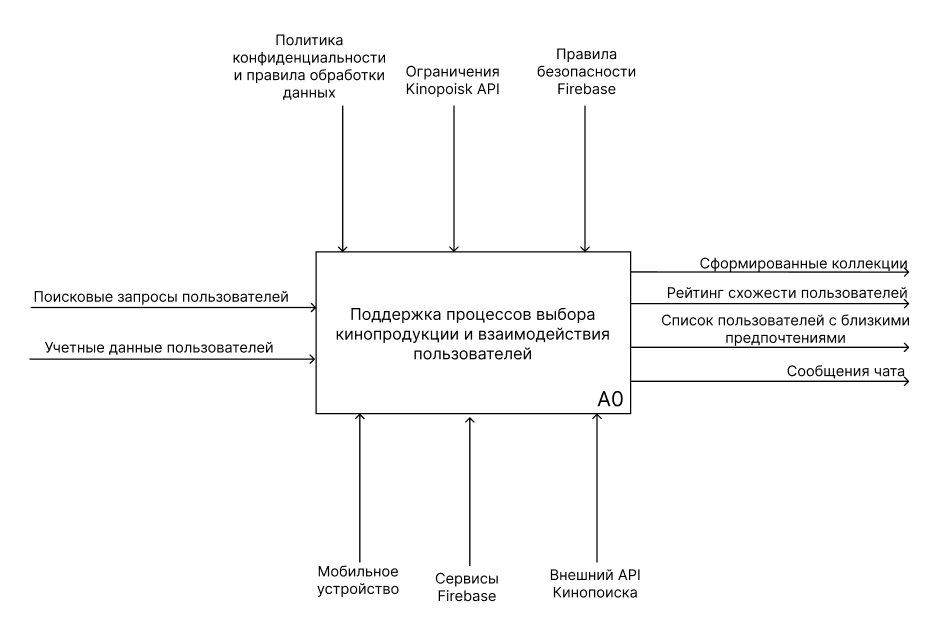 Политика
конфиденциальности
и правила обработки
данных
Ограничения
Kinopoisk API
Правила
безопасности
Firebase
Поисковые запросы пользователей
Учетные данные пользователей
Поддержка процессов выбора
кинопродукции и взаимодействия
пользователей
A0
Сформированные коллекции
Рейтинг схожести пользователей
Список пользователей с близкими
предпочтениями
Сообщения чата
Мобильное
устройство
Сервисы
Firebase
Внешний API
Кинопоиска